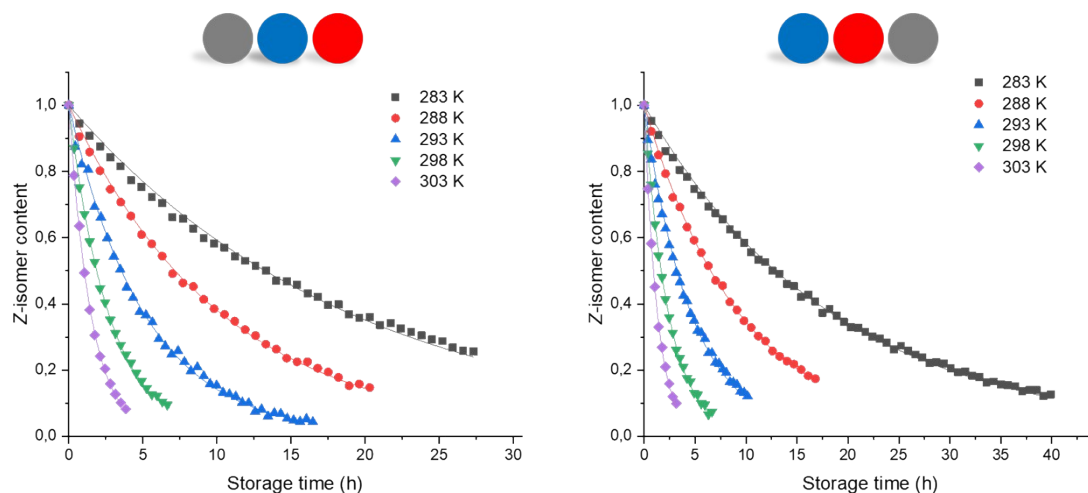 283 K
288 K
293 K
298 K
303 K
1,0
0,8
0,6
0,4
0,2
0,0
Z-isomer content
0 5 10 15 20 25 30
Storage time (h)
283 K
288 K
293 K
298 K
303 K
1,0
0,8
0,6
0,4
0,2
0,0
Z-isomer content
0 5 10 15 20 25 30 35 40
Storage time (h)